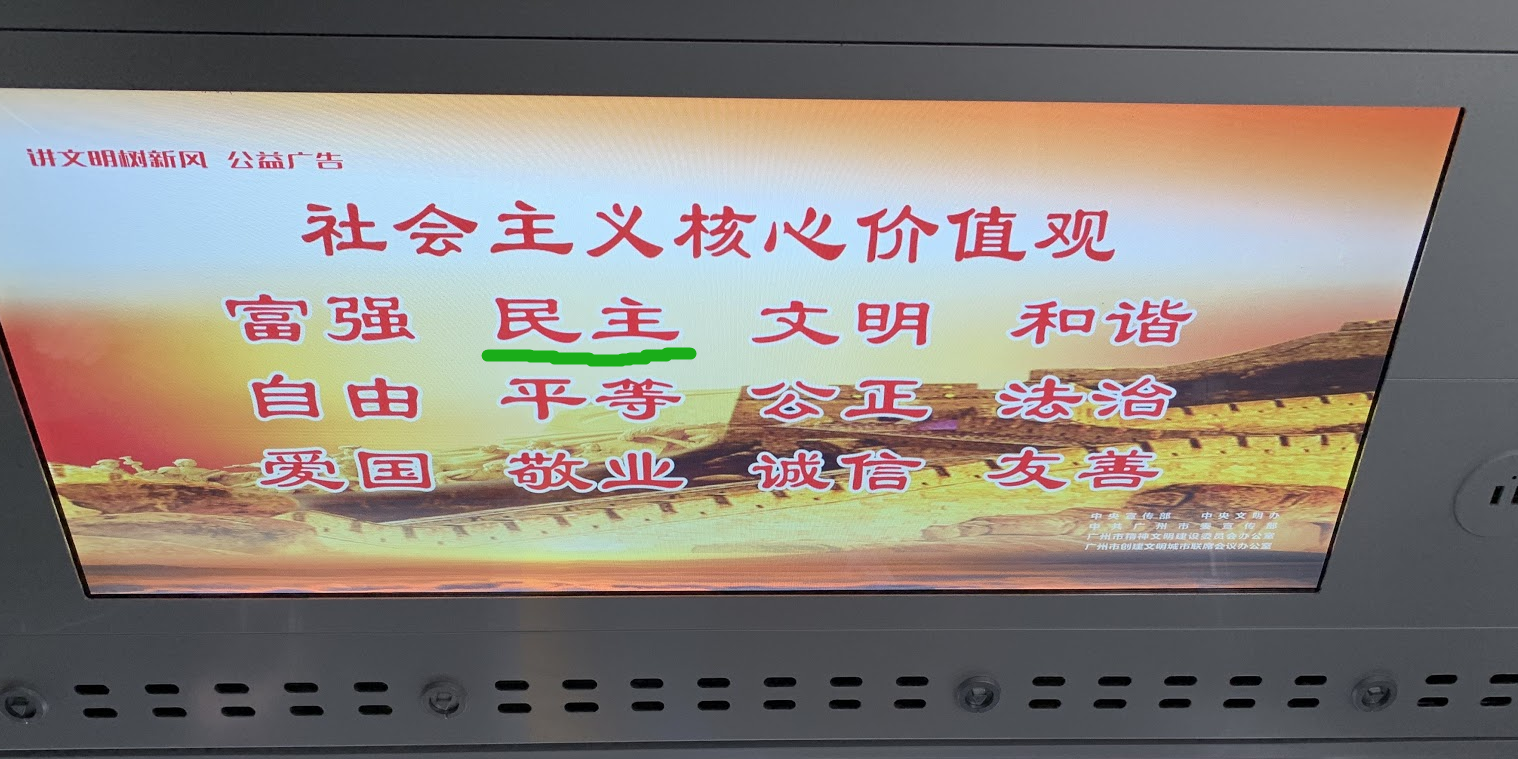 讲文明树新风 公益广告
社会主义核心价值观
富强 民主 文明 和谐
自由 平等 公正 法治
爱国 敬业 诚信 友善
中央宣传部 中央文明办
中共广州市委宣传部
广州市精神文明建设委员会办公室
广州市创建文明城市联席会议办公室